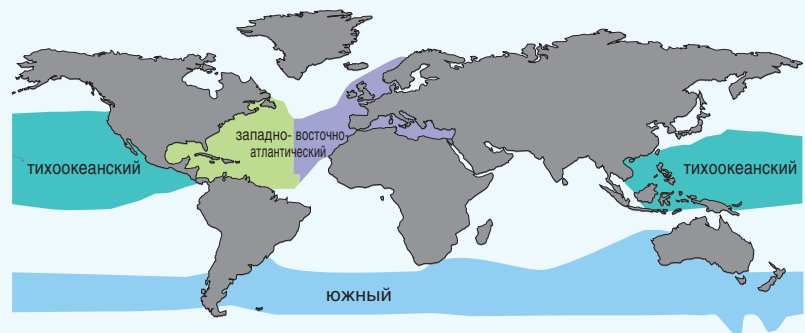 западно- восточно-
атлантический
тихоокеанский
тихоокеанский
южный